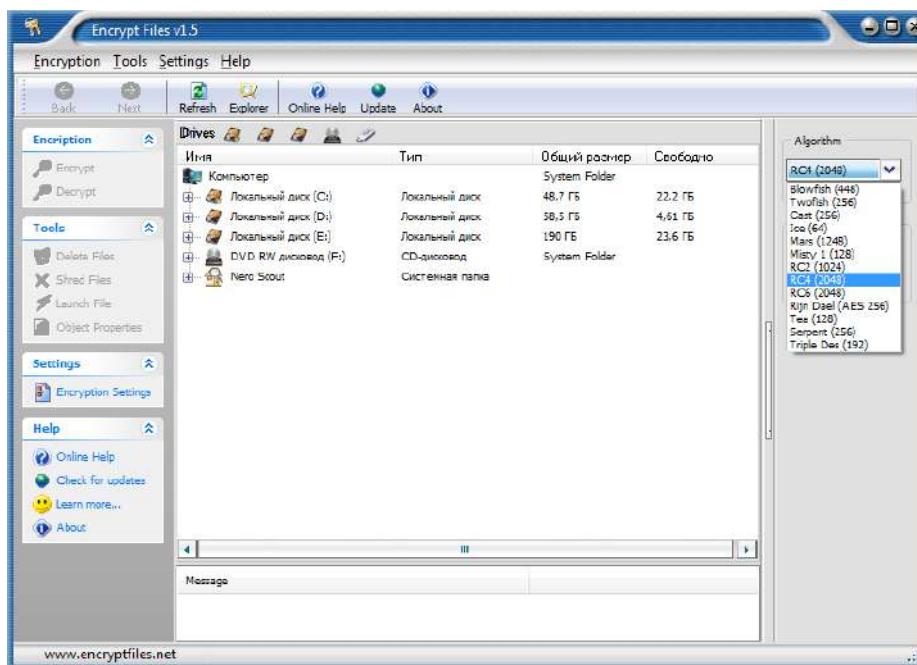 Encrypt Files v1.5
Encryption Tools Settings Help
Back Next Refresh Explorer Online Help Update About
Encription
Encrypt
Decrypt
Tools
Delete Files
Shred Files
Launch File
Object Properties
Settings
Encryption Settings
Help
Online Help
Check for updates
Learn more...
About
Drives
Имя Тип Общий размер Свободно
Компьютер System Folder
Локальный диск (C:) Локальный диск 48,7 ГБ 22,2 ГБ
Локальный диск (D:) Локальный диск 58,5 ГБ 4,61 ГБ
Локальный диск (E:) Локальный диск 190 ГБ 23,6 ГБ
DVD RW дисковод (F:) CD-дисковод System Folder
Nero Scout Системная папка
Message
Algorithm
RC4 (2048)
Blowfish (448)
Twofish (256)
Cast (256)
Ice (64)
Mars (1248)
Misty 1 (128)
RC2 (1024)
RC4 (2048)
RC6 (2048)
Rijn Dael (AES 256)
Tea (128)
Serpent (256)
Triple Des (192)
www.encryptfiles.net